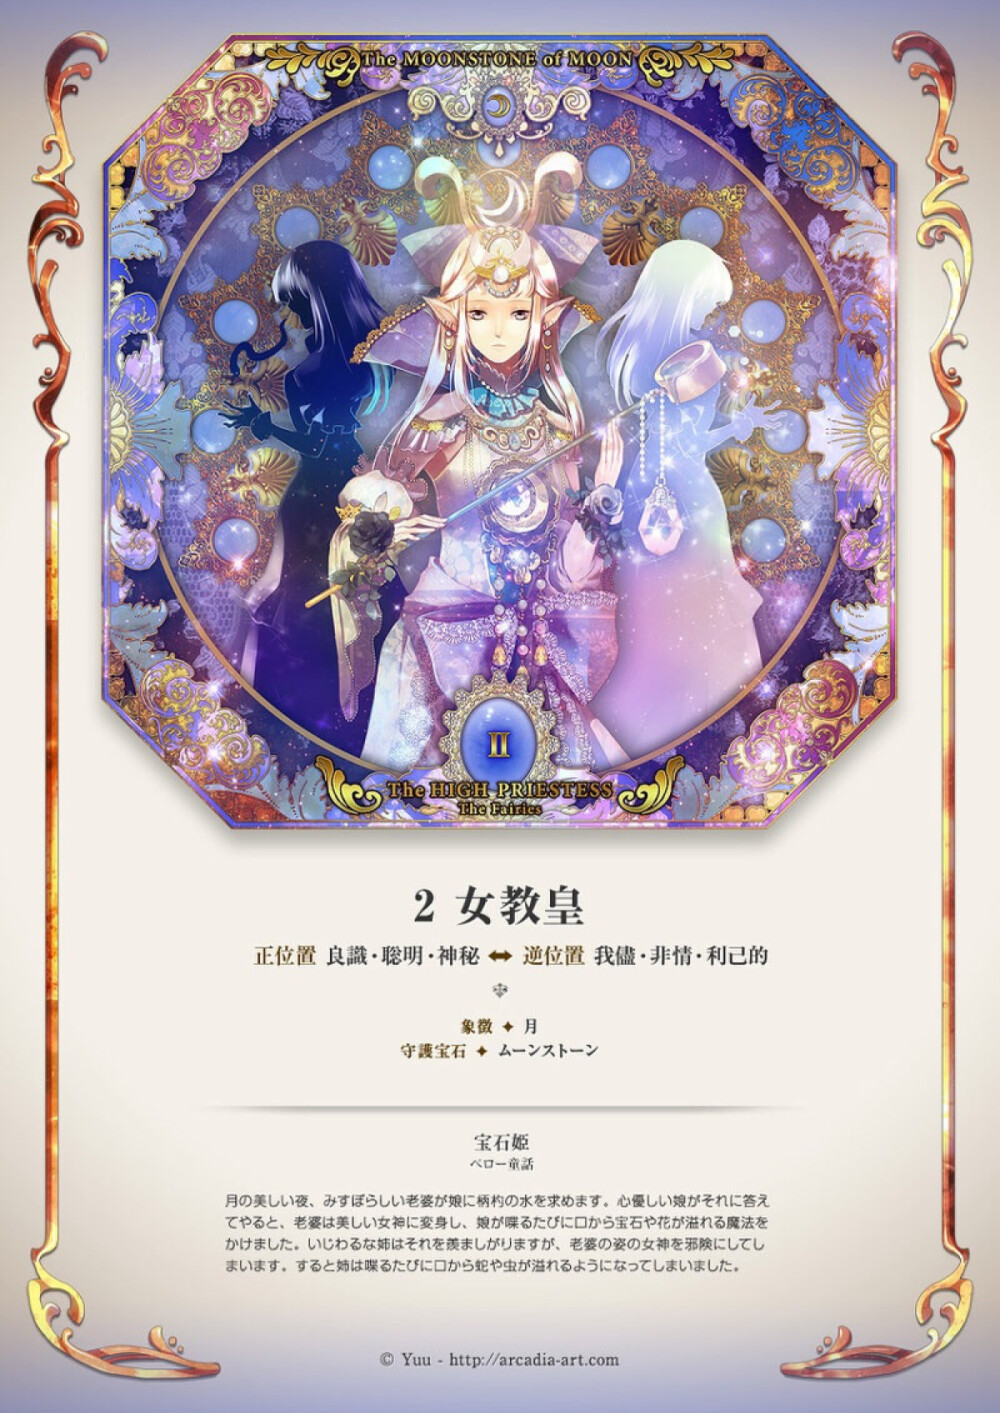 The MOONSTONE of MOON
II
The HIGH PRIESTESS
The Fairies
2 女教皇
正位置 良識・聡明・神秘 ⬌ 逆位置 我儘・非情・利己的
象徴 ✦ 月
守護宝石 ✦ ムーンストーン
宝石姫
ペロー童話
月の美しい夜、みすぼらしい老婆が娘に柄杓の水を求めます。心優しい娘がそれに答え
てやると、老婆は美しい女神に変身し、娘が喋るたびに口から宝石や花が溢れる魔法を
かけました。いじわるな姉はそれを羨ましがりますが、老婆の姿の女神を邪険にしてし
まいます。すると姉は喋るたびに口から蛇や虫が溢れるようになってしまいました。
© Yuu - http://arcadia-art.com